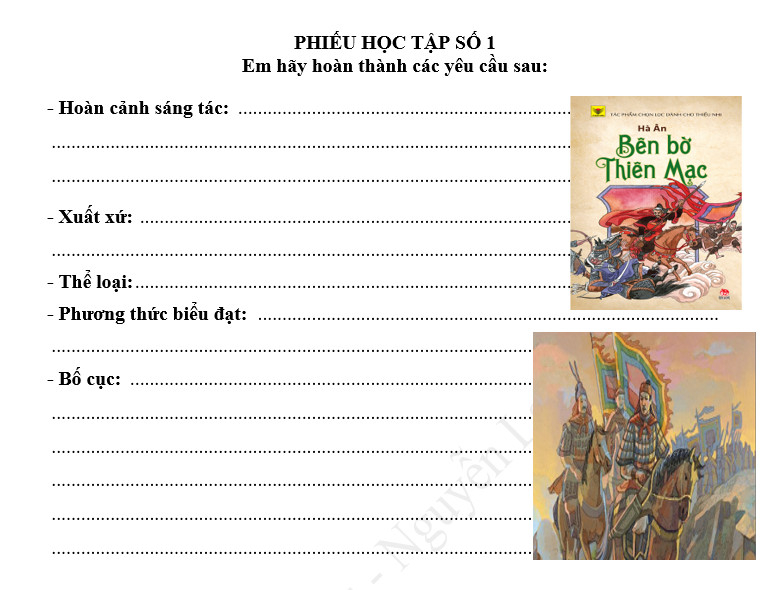 PHIẾU HỌC TẬP SỐ 1
Em hãy hoàn thành các yêu cầu sau:
- Hoàn cảnh sáng tác: ....................................................................
....................................................................................................
....................................................................................................
- Xuất xứ: ....................................................................................
....................................................................................................
- Thể loại:.....................................................................................
- Phương thức biểu đạt: ...............................................................................................
....................................................................................................
- Bố cục: ....................................................................................
....................................................................................................
....................................................................................................
....................................................................................................
....................................................................................................
....................................................................................................
TÁC PHẨM CHỌN LỌC DÀNH CHO THIẾU NHI
Hà Ân
Bên bờ
Thiên Mạc
- Nguyễn